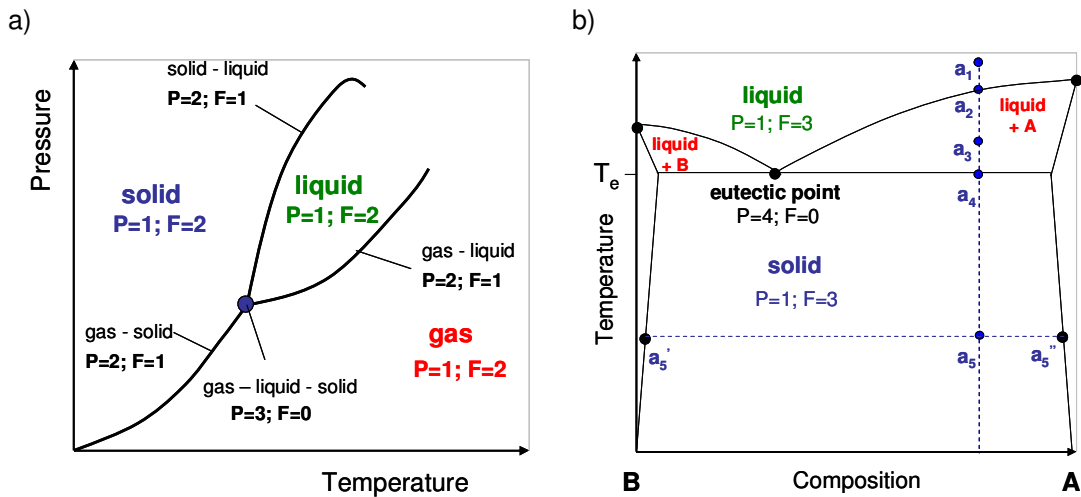 a)
solid - liquid
P=2; F=1
Pressure
solid
P=1; F=2
liquid
P=1; F=2
gas - liquid
P=2; F=1
gas - solid
P=2; F=1
gas
P=1; F=2
gas – liquid - solid
P=3; F=0
Temperature
b)
a1
liquid
P=1; F=3
a2
liquid
+ A
liquid
+ B
a3
Te
eutectic point
P=4; F=0
a4
Temperature
solid
P=1; F=3
a5'
a5
a5"
B
Composition
A